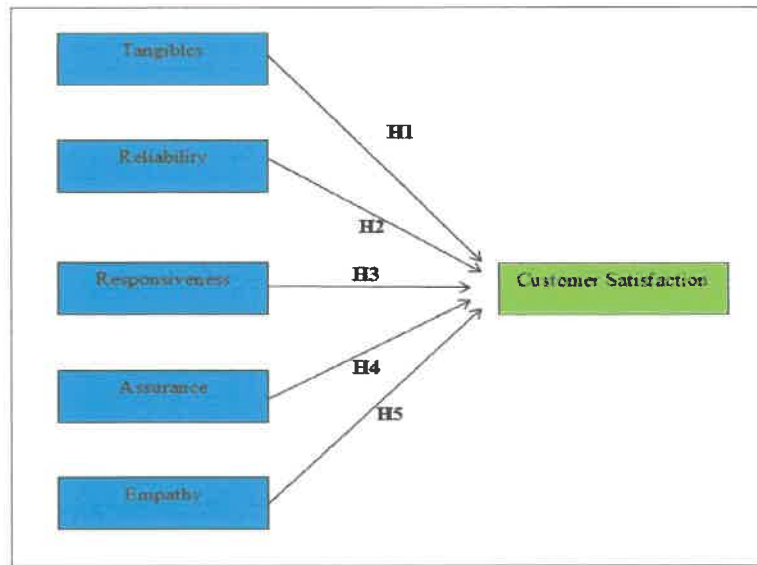 Tangibles
H1
Reliability
H2
Responsiveness
H3
Customer Satisfaction
Assurance
H4
H5
Empathy